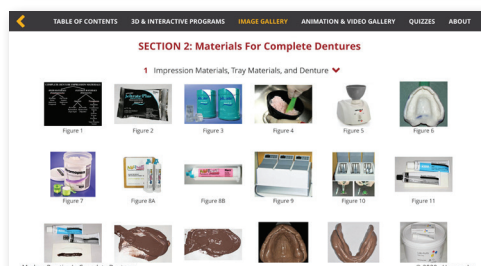 TABLE OF CONTENTS 3D & INTERACTIVE PROGRAMS IMAGE GALLERY ANIMATION & VIDEO GALLERY QUIZZES ABOUT
SECTION 2: Materials For Complete Dentures
1 Impression Materials, Tray Materials, and Denture
Figure 1 Figure 2 Figure 3 Figure 4 Figure 5 Figure 6
Figure 7 Figure 8A Figure 8B Figure 9 Figure 10 Figure 11